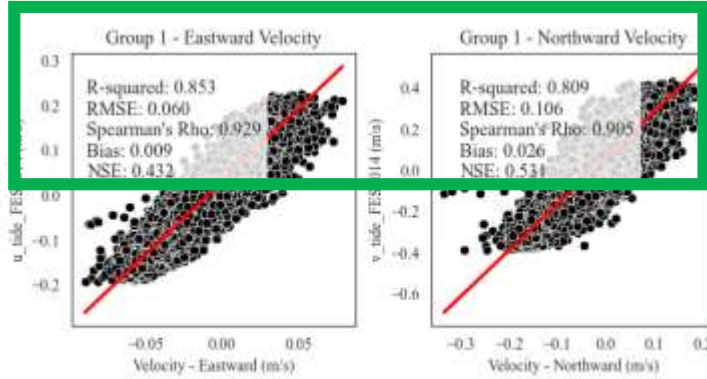 Group 1 - Eastward Velocity
0.3
0.2
0.1
0.0
−0.1
−0.2
R-squared: 0.853
RMSE: 0.060
Spearman's Rho: 0.929
Bias: 0.009
NSE: 0.432
−0.05
0.00
0.05
Velocity - Eastward (m/s)
Group 1 - Northward Velocity
0.4
0.2
0.0
−0.2
−0.4
−0.6
R-squared: 0.809
RMSE: 0.106
Spearman's Rho: 0.905
Bias: 0.026
NSE: 0.531
−0.3
−0.2
−0.1
0.0
0.1
0.2
Velocity - Northward (m/s)